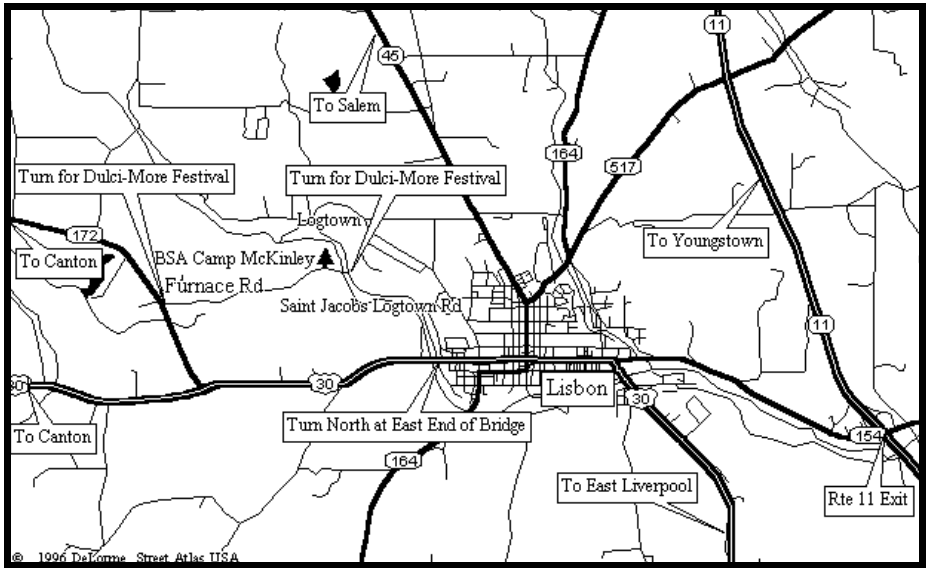 11
45
To Salem
164
517
Turn for Dulci-More Festival
Turn for Dulci-More Festival
Logtown
172
To Canton
To Youngstown
BSA Camp McKinley
Furnace Rd
Saint Jacobs Logtown Rd
11
30
30
Lisbon
30
To Canton
Turn North at East End of Bridge
164
154
To East Liverpool
Rte 11 Exit
© 1996 DeLorme Street Atlas USA